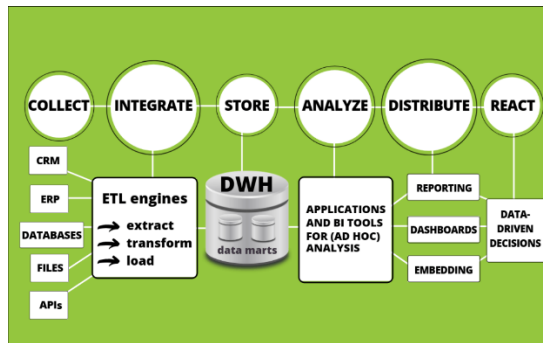 COLLECT
INTEGRATE
STORE
ANALYZE
DISTRIBUTE
REACT
CRM
ERP
DATABASES
FILES
APIs
ETL engines
extract
transform
load
DWH
data marts
APPLICATIONS
AND BI TOOLS
FOR (AD HOC)
ANALYSIS
REPORTING
DASHBOARDS
EMBEDDING
DATA-
DRIVEN
DECISIONS